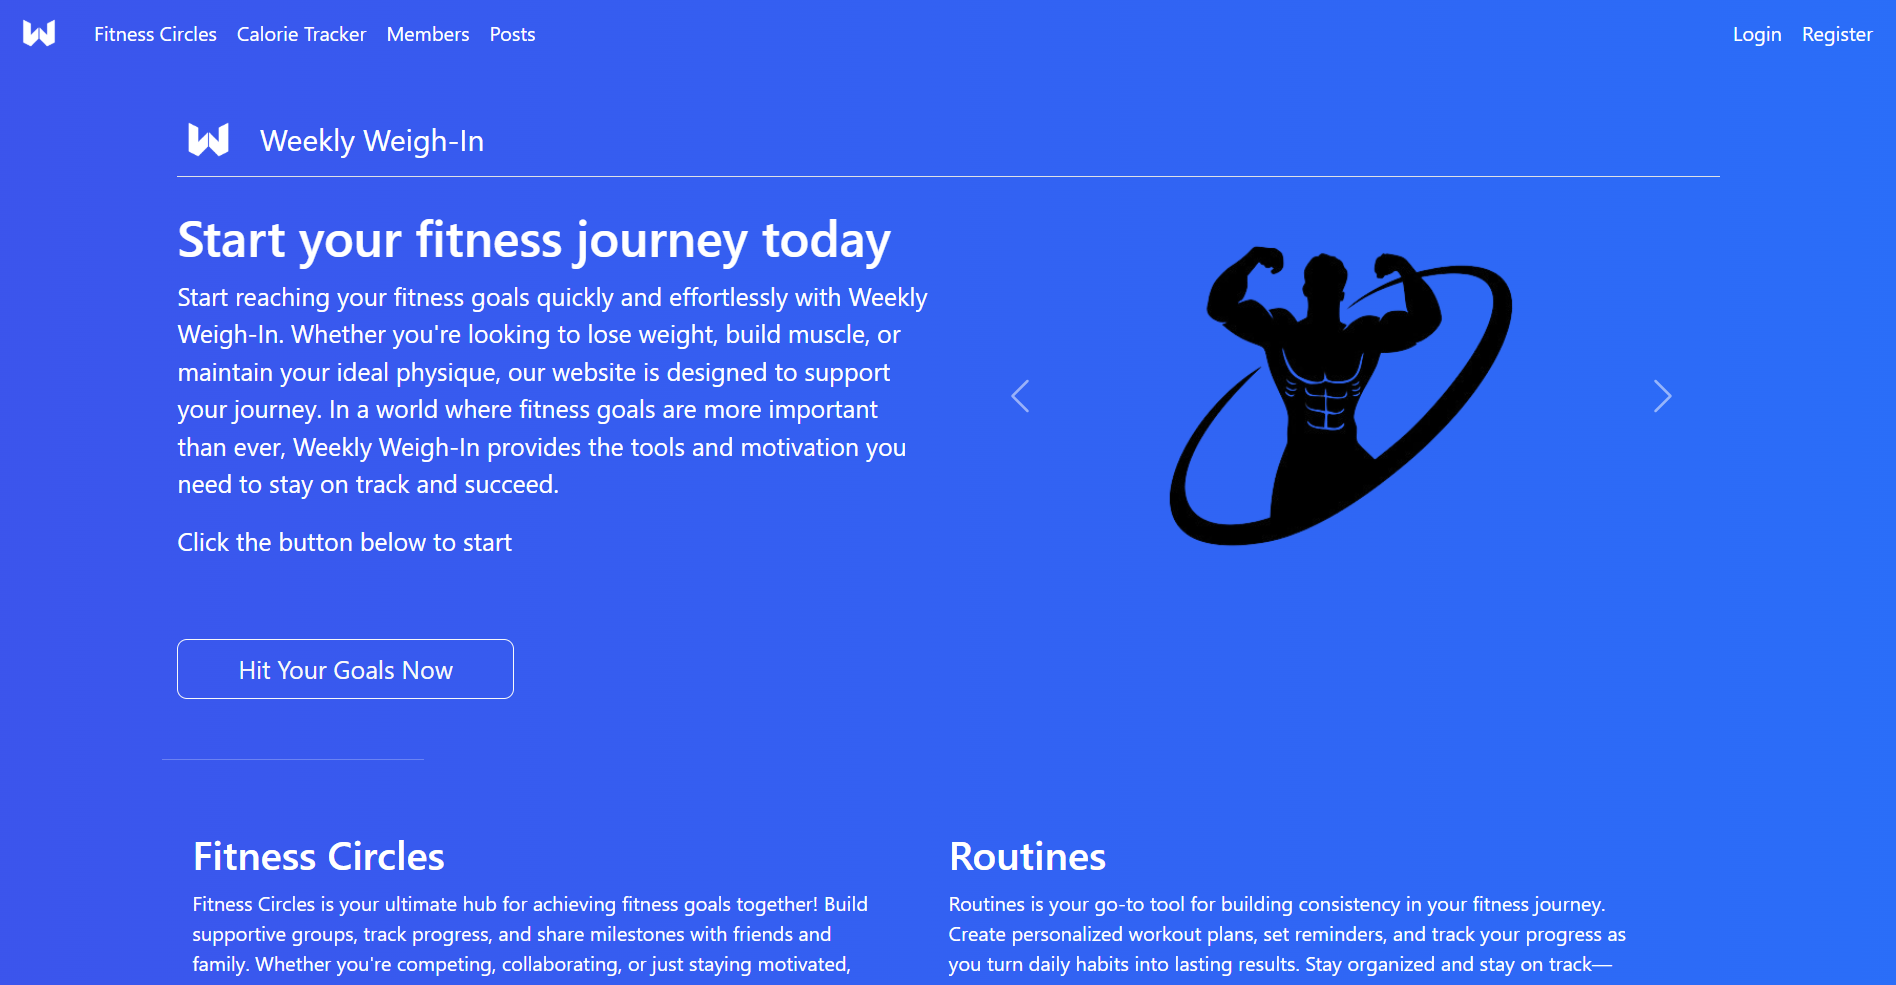 Fitness Circles Calorie Tracker Members Posts Login Register
Weekly Weigh-In
Start your fitness journey today
Start reaching your fitness goals quickly and effortlessly with Weekly
Weigh-In. Whether you're looking to lose weight, build muscle, or
maintain your ideal physique, our website is designed to support
your journey. In a world where fitness goals are more important
than ever, Weekly Weigh-In provides the tools and motivation you
need to stay on track and succeed.
Click the button below to start
Hit Your Goals Now
Fitness Circles
Fitness Circles is your ultimate hub for achieving fitness goals together! Build
supportive groups, track progress, and share milestones with friends and
family. Whether you're competing, collaborating, or just staying motivated,
Routines
Routines is your go-to tool for building consistency in your fitness journey.
Create personalized workout plans, set reminders, and track your progress as
you turn daily habits into lasting results. Stay organized and stay on track—